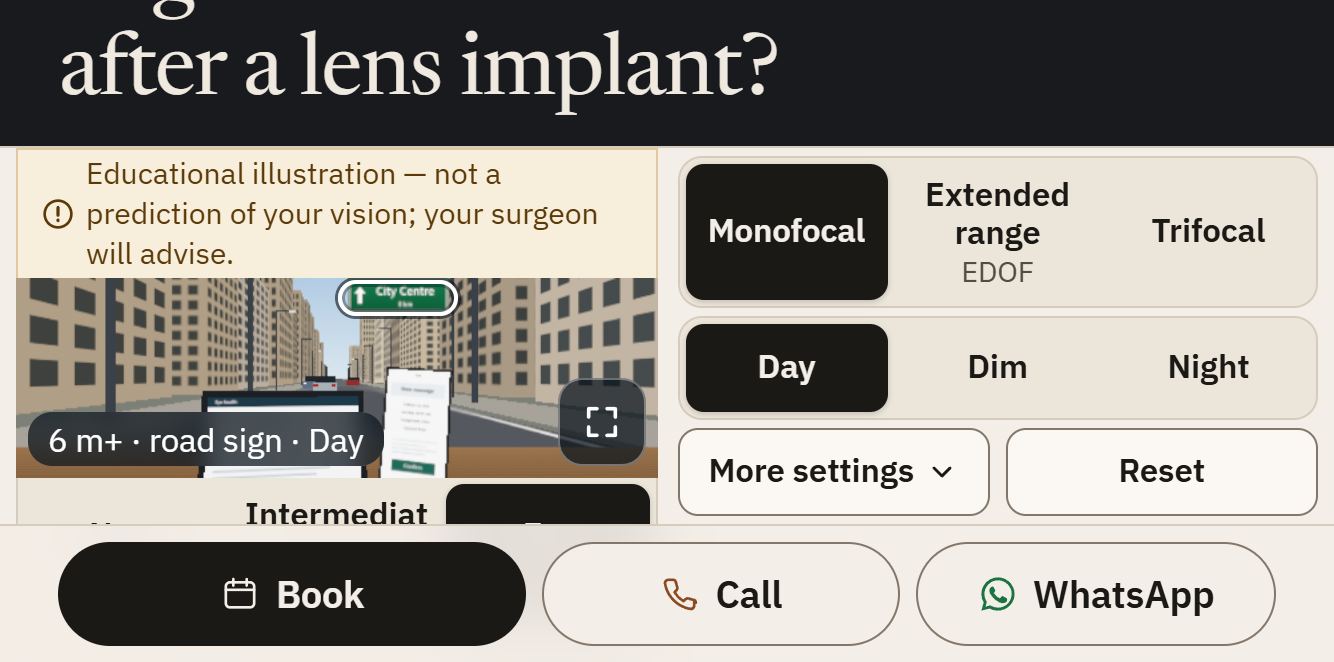 after a lens implant?
Educational illustration — not a
prediction of your vision; your surgeon
will advise.
City Centre
6 m+ · road sign · Day
Intermediat
Monofocal
Extended
range
EDOF
Trifocal
Day
Dim
Night
More settings
Reset
Book
Call
WhatsApp